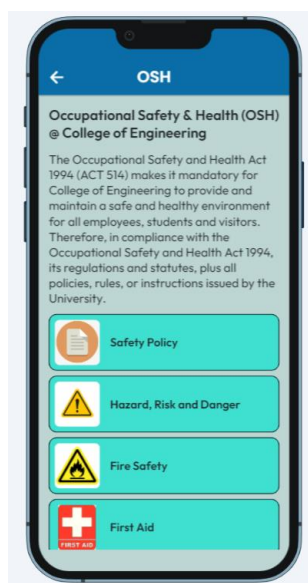 OSH
Occupational Safety & Health (OSH)
@ College of Engineering
The Occupational Safety and Health Act
1994 (ACT 514) makes it mandatory for
College of Engineering to provide and
maintain a safe and healthy environment
for all employees, students and visitors.
Therefore, in compliance with the
Occupational Safety and Health Act 1994,
its regulations and statutes, plus all
policies, rules, or instructions issued by the
University.
Safety Policy
Hazard, Risk and Danger
Fire Safety
First Aid
FIRST AID